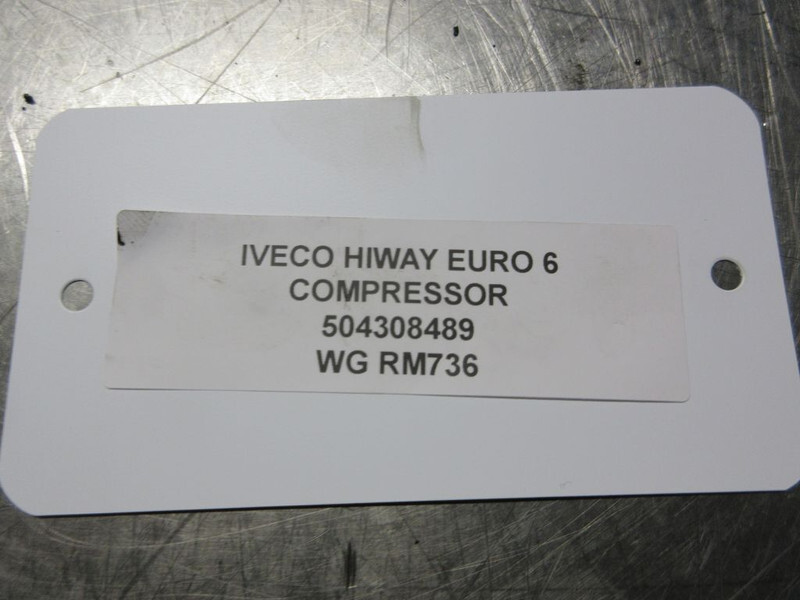 IVECO HIWAY EURO 6
COMPRESSOR
504308489
WG RM736